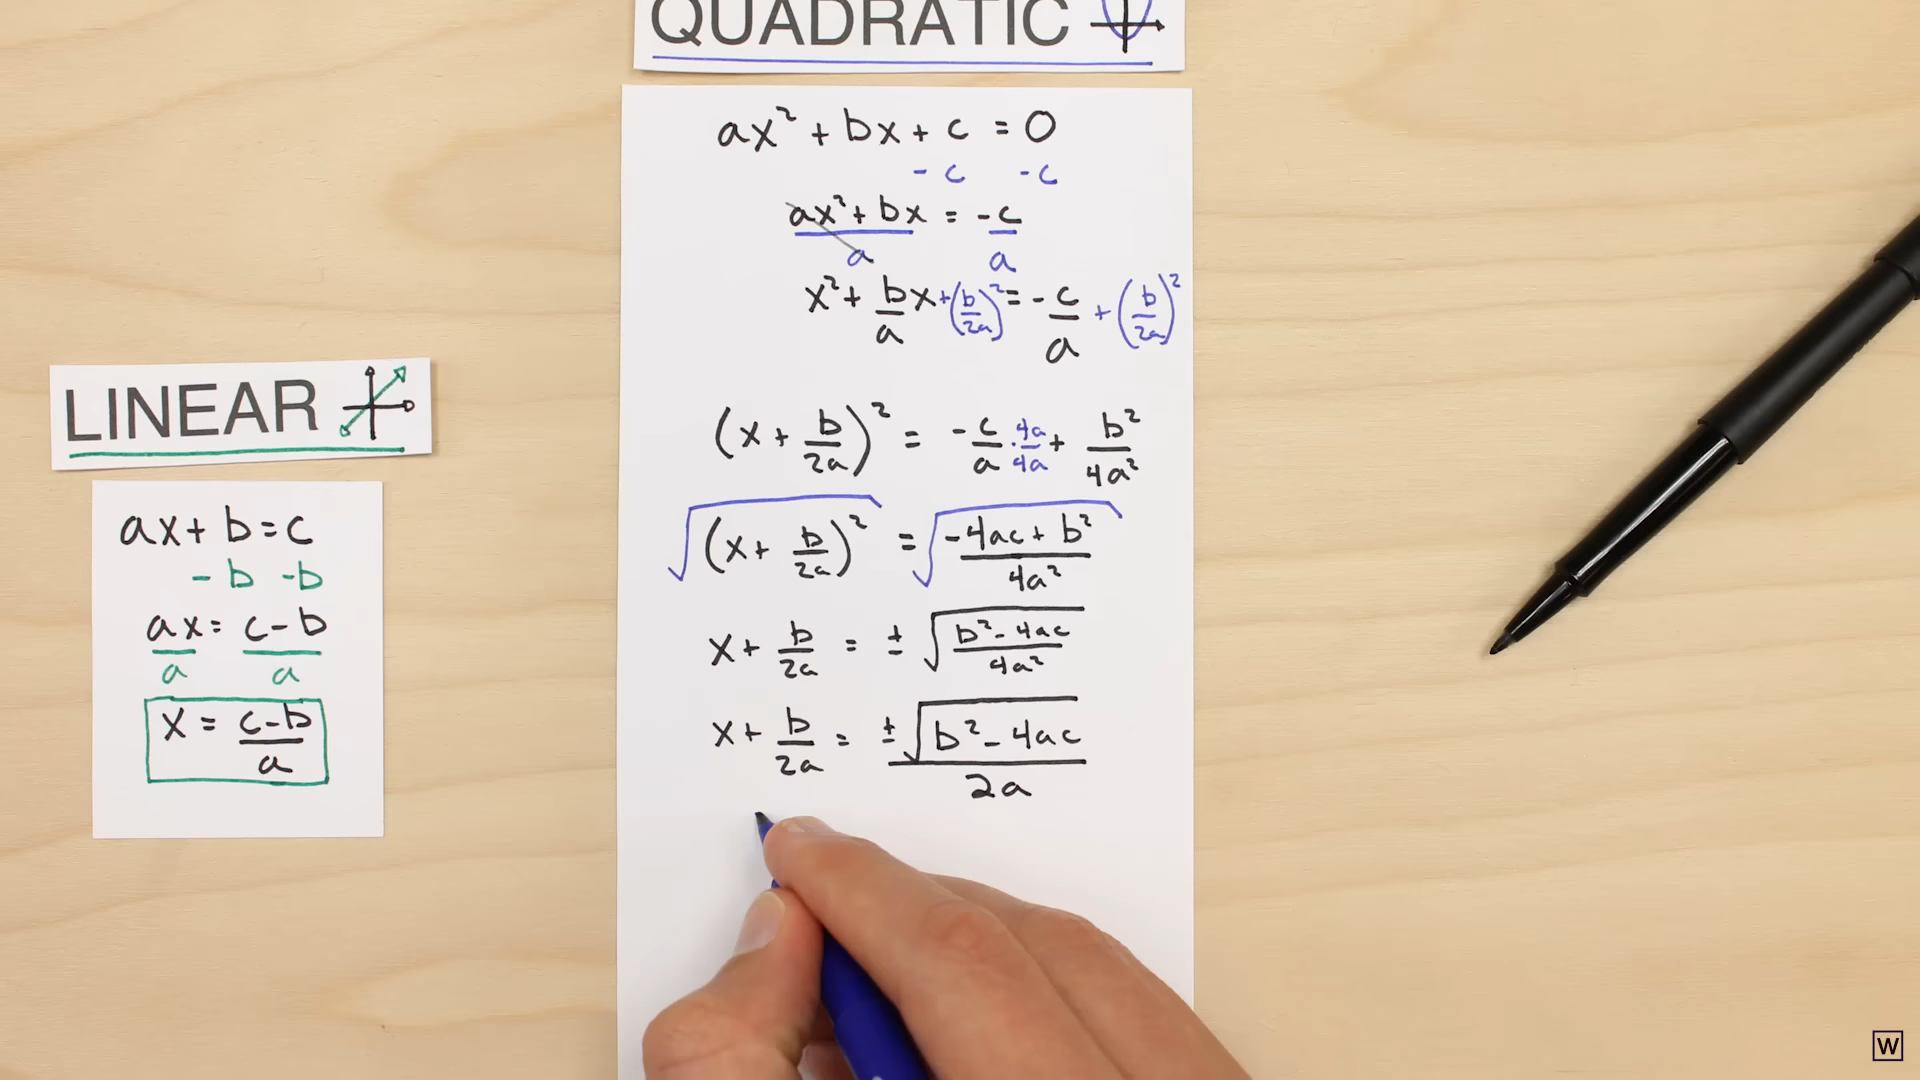 QUADRATIC
ax² + bx + c = 0
- c -c
ax² + bx = -c
a a
x² + b/a x + (b/2a)² = - c/a + (b/2a)²
(x + b/2a)² = - c/a · 4a/4a + b²/4a²
√(x + b/2a)² = √-4ac + b²/4a²
x + b/2a = ± √b² - 4ac/4a²
x + b/2a = ± √b² - 4ac/2a
LINEAR
ax + b = c
- b -b
ax = c - b
a a
x = c-b/a
W